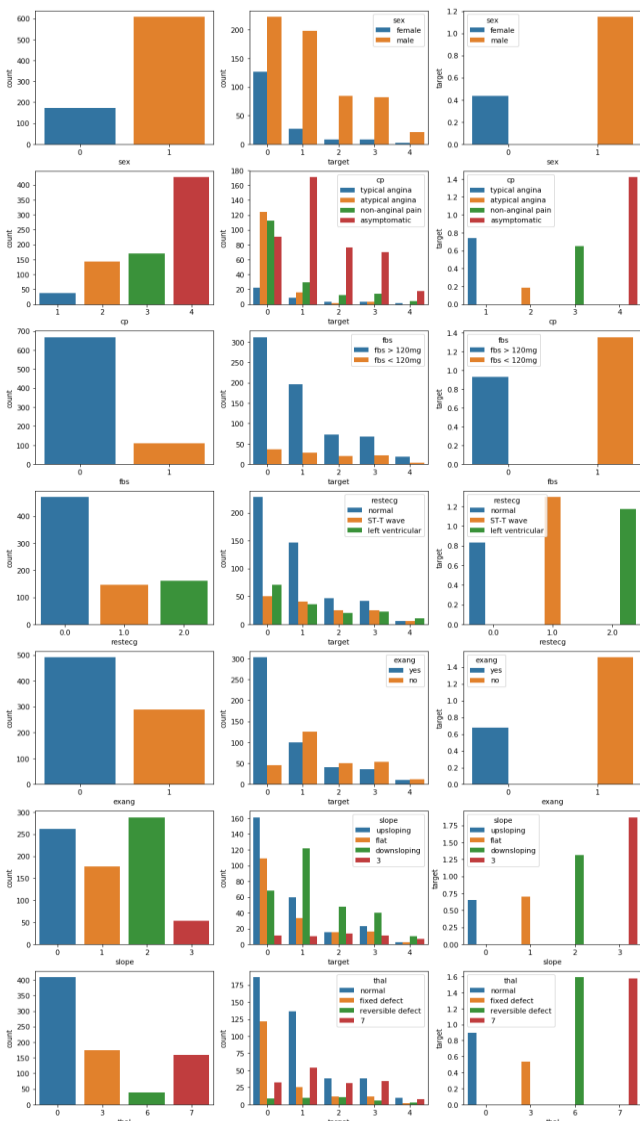 count
600
500
400
300
200
100
0
0 1
sex
count
200
150
100
50
0
sex
female
male
0 1 2 3 4
target
target
1.2
1.0
0.8
0.6
0.4
0.2
0.0
sex
female
male
0 1
sex
count
400
350
300
250
200
150
100
50
0
1 2 3 4
cp
count
180
160
140
120
100
80
60
40
20
0
cp
typical angina
atypical angina
non-anginal pain
asymptomatic
0 1 2 3 4
target
target
1.4
1.2
1.0
0.8
0.6
0.4
0.2
0.0
cp
typical angina
atypical angina
non-anginal pain
asymptomatic
1 2 3 4
cp
count
700
600
500
400
300
200
100
0
0 1
fbs
count
300
250
200
150
100
50
0
fbs
fbs > 120mg
fbs < 120mg
0 1 2 3 4
target
target
1.4
1.2
1.0
0.8
0.6
0.4
0.2
0.0
fbs
fbs > 120mg
fbs < 120mg
0 1
fbs
count
400
300
200
100
0
0.0 1.0 2.0
restecg
count
200
150
100
50
0
restecg
normal
ST-T wave
left ventricular
0 1 2 3 4
target
target
1.2
1.0
0.8
0.6
0.4
0.2
0.0
restecg
normal
ST-T wave
left ventricular
0.0 1.0 2.0
restecg
count
500
400
300
200
100
0
0 1
exang
count
300
250
200
150
100
50
0
exang
yes
no
0 1 2 3 4
target
target
1.4
1.2
1.0
0.8
0.6
0.4
0.2
0.0
exang
yes
no
0 1
exang
count
300
250
200
150
100
50
0
0 1 2 3
slope
count
160
140
120
100
80
60
40
20
0
slope
upsloping
flat
downsloping
3
0 1 2 3 4
target
target
1.75
1.50
1.25
1.00
0.75
0.50
0.25
0.00
slope
upsloping
flat
downsloping
3
0 1 2 3
slope
count
400
350
300
250
200
150
100
50
0
0 3 6 7
thal
count
175
150
125
100
75
50
25
0
thal
normal
fixed defect
reversible defect
7
0 1 2 3 4
target
target
1.6
1.4
1.2
1.0
0.8
0.6
0.4
0.2
0.0
thal
normal
fixed defect
reversible defect
7
0 3 6 7
thal